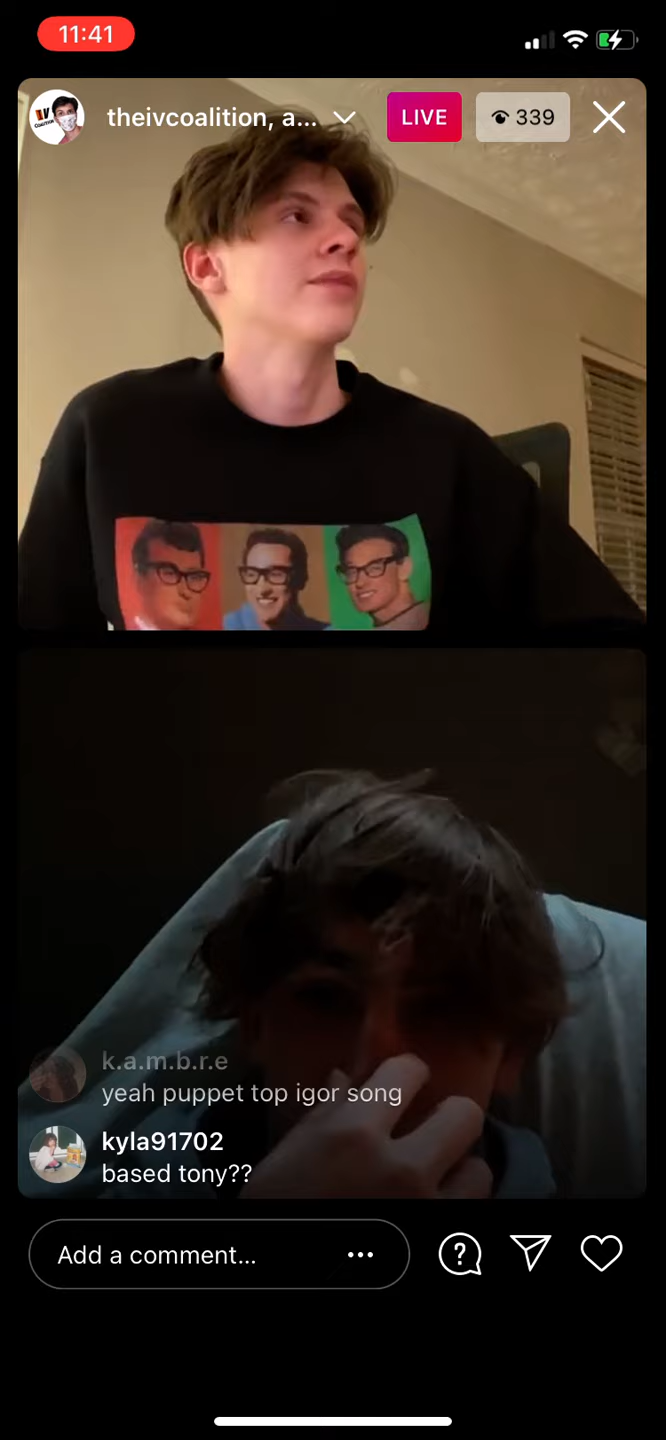 11:41
theivcoalition, a...
LIVE
339
k.a.m.b.r.e
yeah puppet top igor song
kyla91702
based tony??
Add a comment...